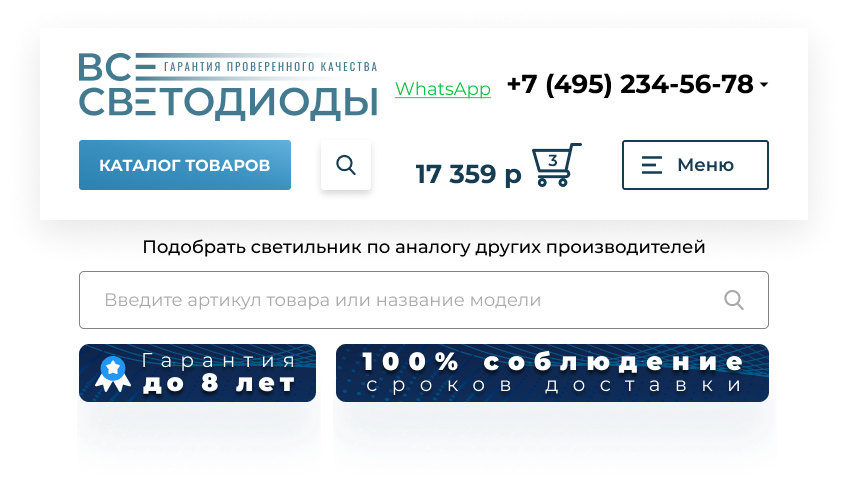 ВСЕ
ГАРАНТИЯ ПРОВЕРЕННОГО КАЧЕСТВА
СВЕТОДИОДЫ
WhatsApp
+7 (495) 234-56-78
КАТАЛОГ ТОВАРОВ
17 359 р
3
Меню
Подобрать светильник по аналогу других производителей
Введите артикул товара или название модели
Гарантия
до 8 лет
100% соблюдение
сроков доставки